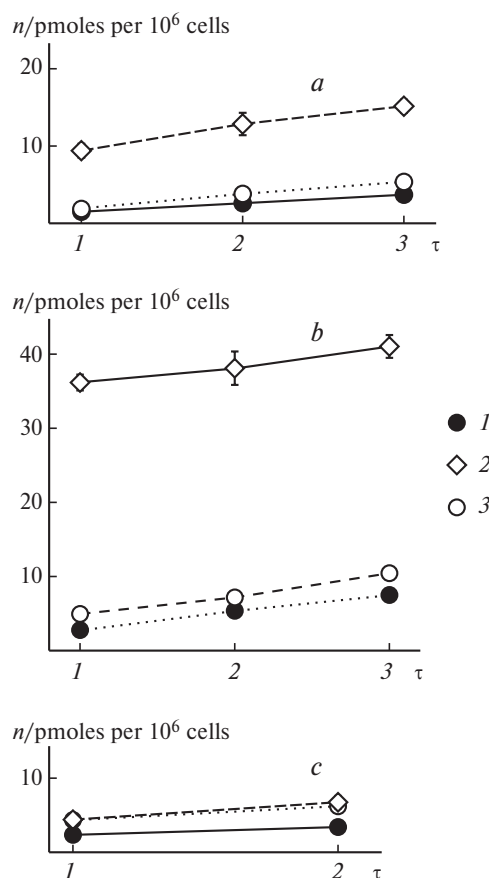 n/pmoles per 10⁶ cells
20
a
10
1 2 3 τ
n/pmoles per 10⁶ cells
b
40
30
20
10
1 2 3 τ
1
2
3
n/pmoles per 10⁶ cells
c
10
1 2 τ